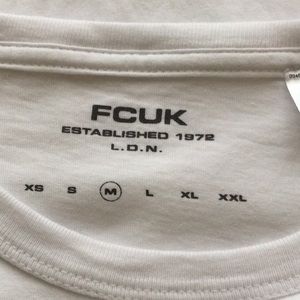 FCUK
ESTABLISHED 1972
L.D.N.
XS S M L XL XXL